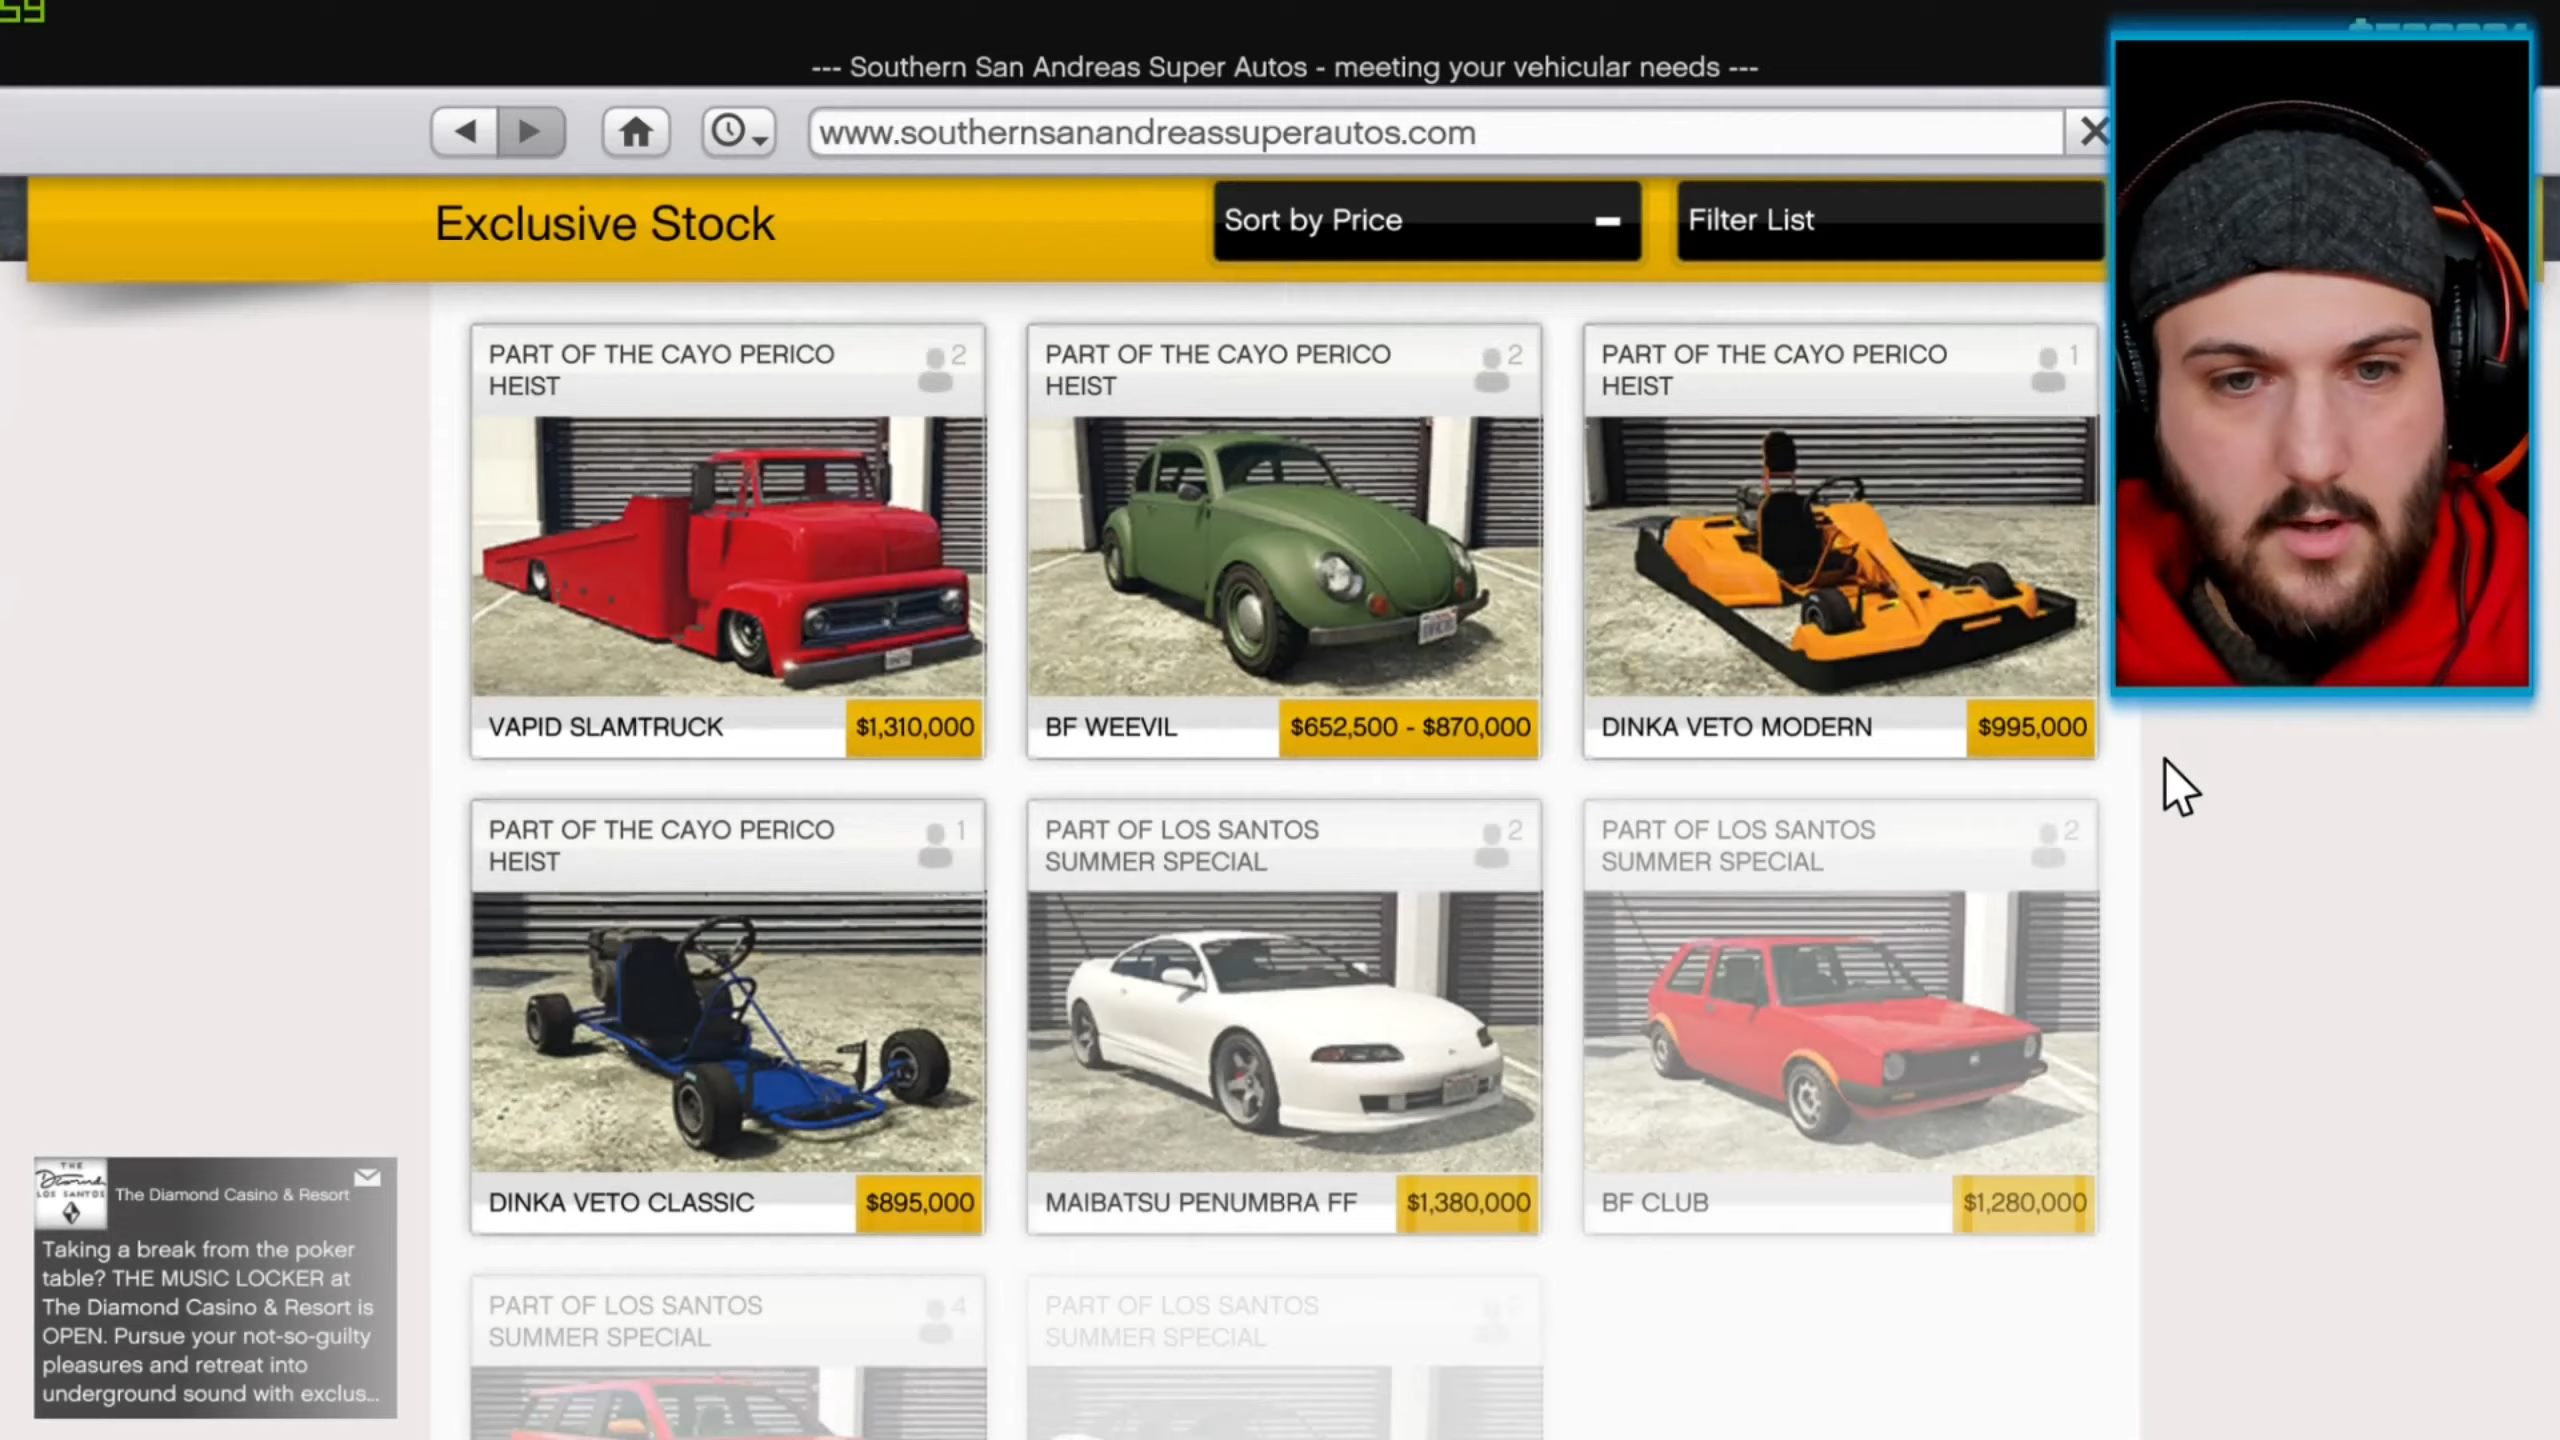 59
--- Southern San Andreas Super Autos - meeting your vehicular needs ---
www.southernsanandreassuperautos.com
Exclusive Stock
Sort by Price
Filter List
PART OF THE CAYO PERICO
HEIST
2
VAPID SLAMTRUCK
$1,310,000
PART OF THE CAYO PERICO
HEIST
2
BF WEEVIL
$652,500 - $870,000
PART OF THE CAYO PERICO
HEIST
1
DINKA VETO MODERN
$995,000
PART OF THE CAYO PERICO
HEIST
1
DINKA VETO CLASSIC
$895,000
PART OF LOS SANTOS
SUMMER SPECIAL
2
MAIBATSU PENUMBRA FF
$1,380,000
PART OF LOS SANTOS
SUMMER SPECIAL
2
BF CLUB
$1,280,000
PART OF LOS SANTOS
SUMMER SPECIAL
4
PART OF LOS SANTOS
SUMMER SPECIAL
THE
Diamond
LOS SANTOS
The Diamond Casino & Resort
Taking a break from the poker
table? THE MUSIC LOCKER at
The Diamond Casino & Resort is
OPEN. Pursue your not-so-guilty
pleasures and retreat into
underground sound with exclus...